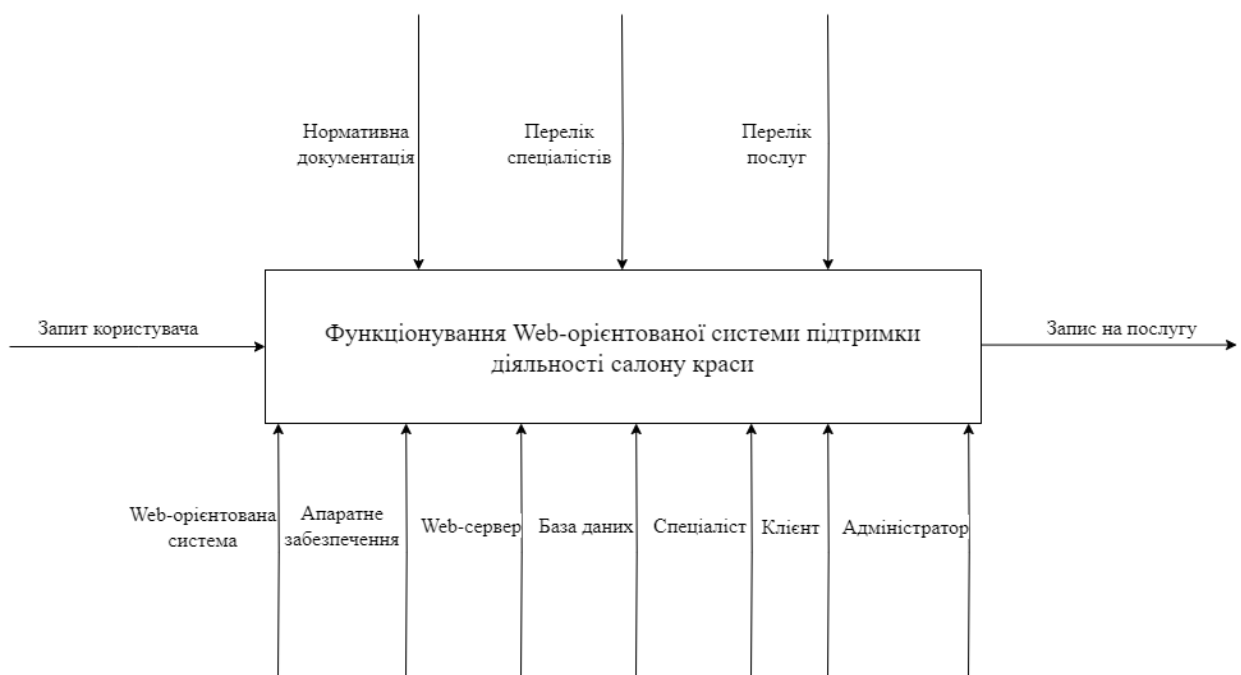 Нормативна
документація
Перелік
спеціалістів
Перелік
послуг
Запит користувача
Функціонування Web-орієнтованої системи підтримки
діяльності салону краси
Запис на послугу
Web-орієнтована
система
Апаратне
забезпечення
Web-сервер
База даних
Спеціаліст
Клієнт
Адміністратор